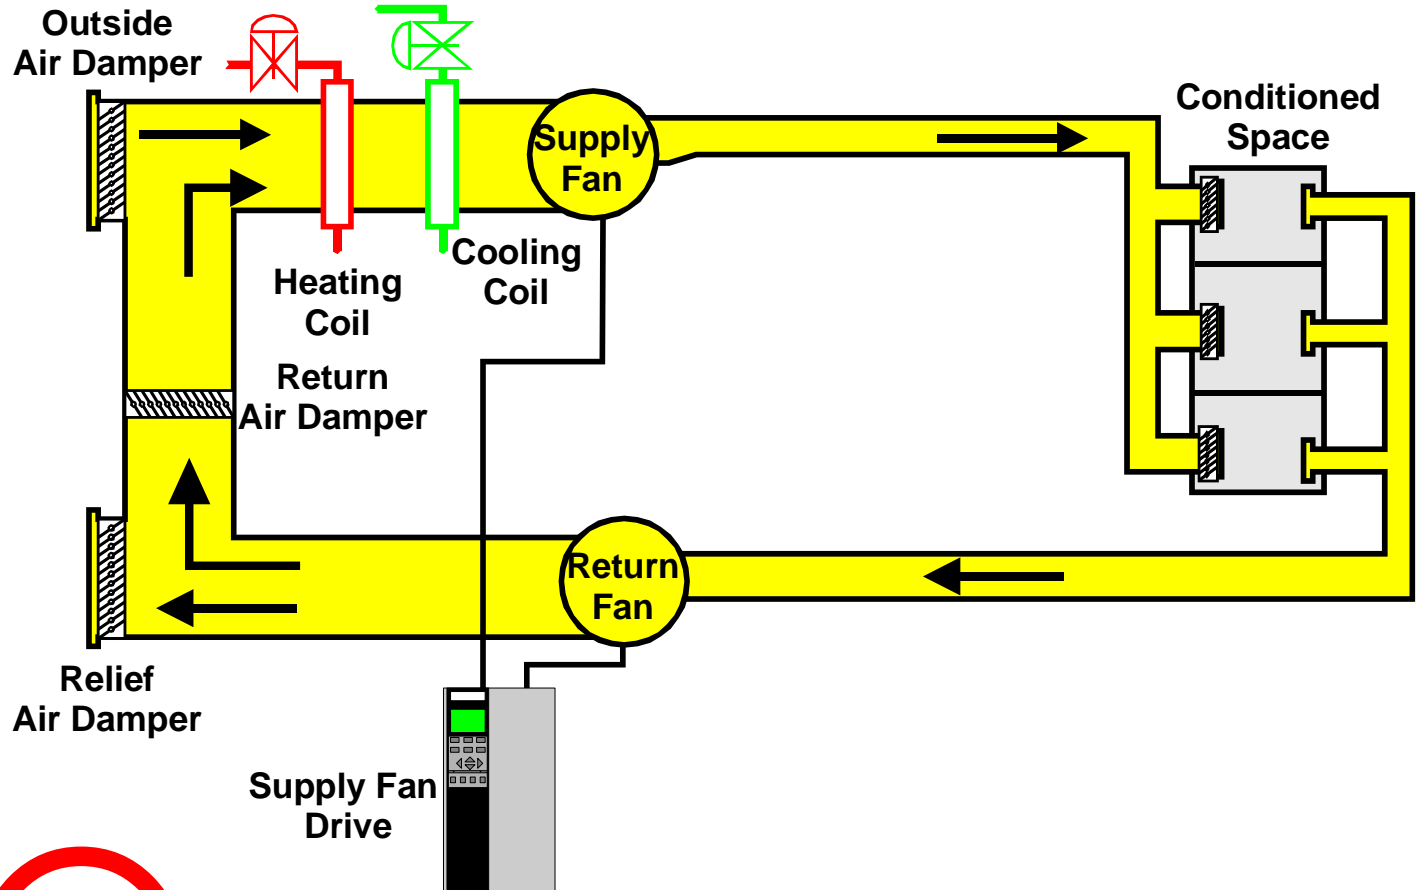 Outside
Air Damper
Conditioned
Space
Supply
Fan
Cooling
Coil
Heating
Coil
Return
Air Damper
Return
Fan
Relief
Air Damper
Supply Fan
Drive